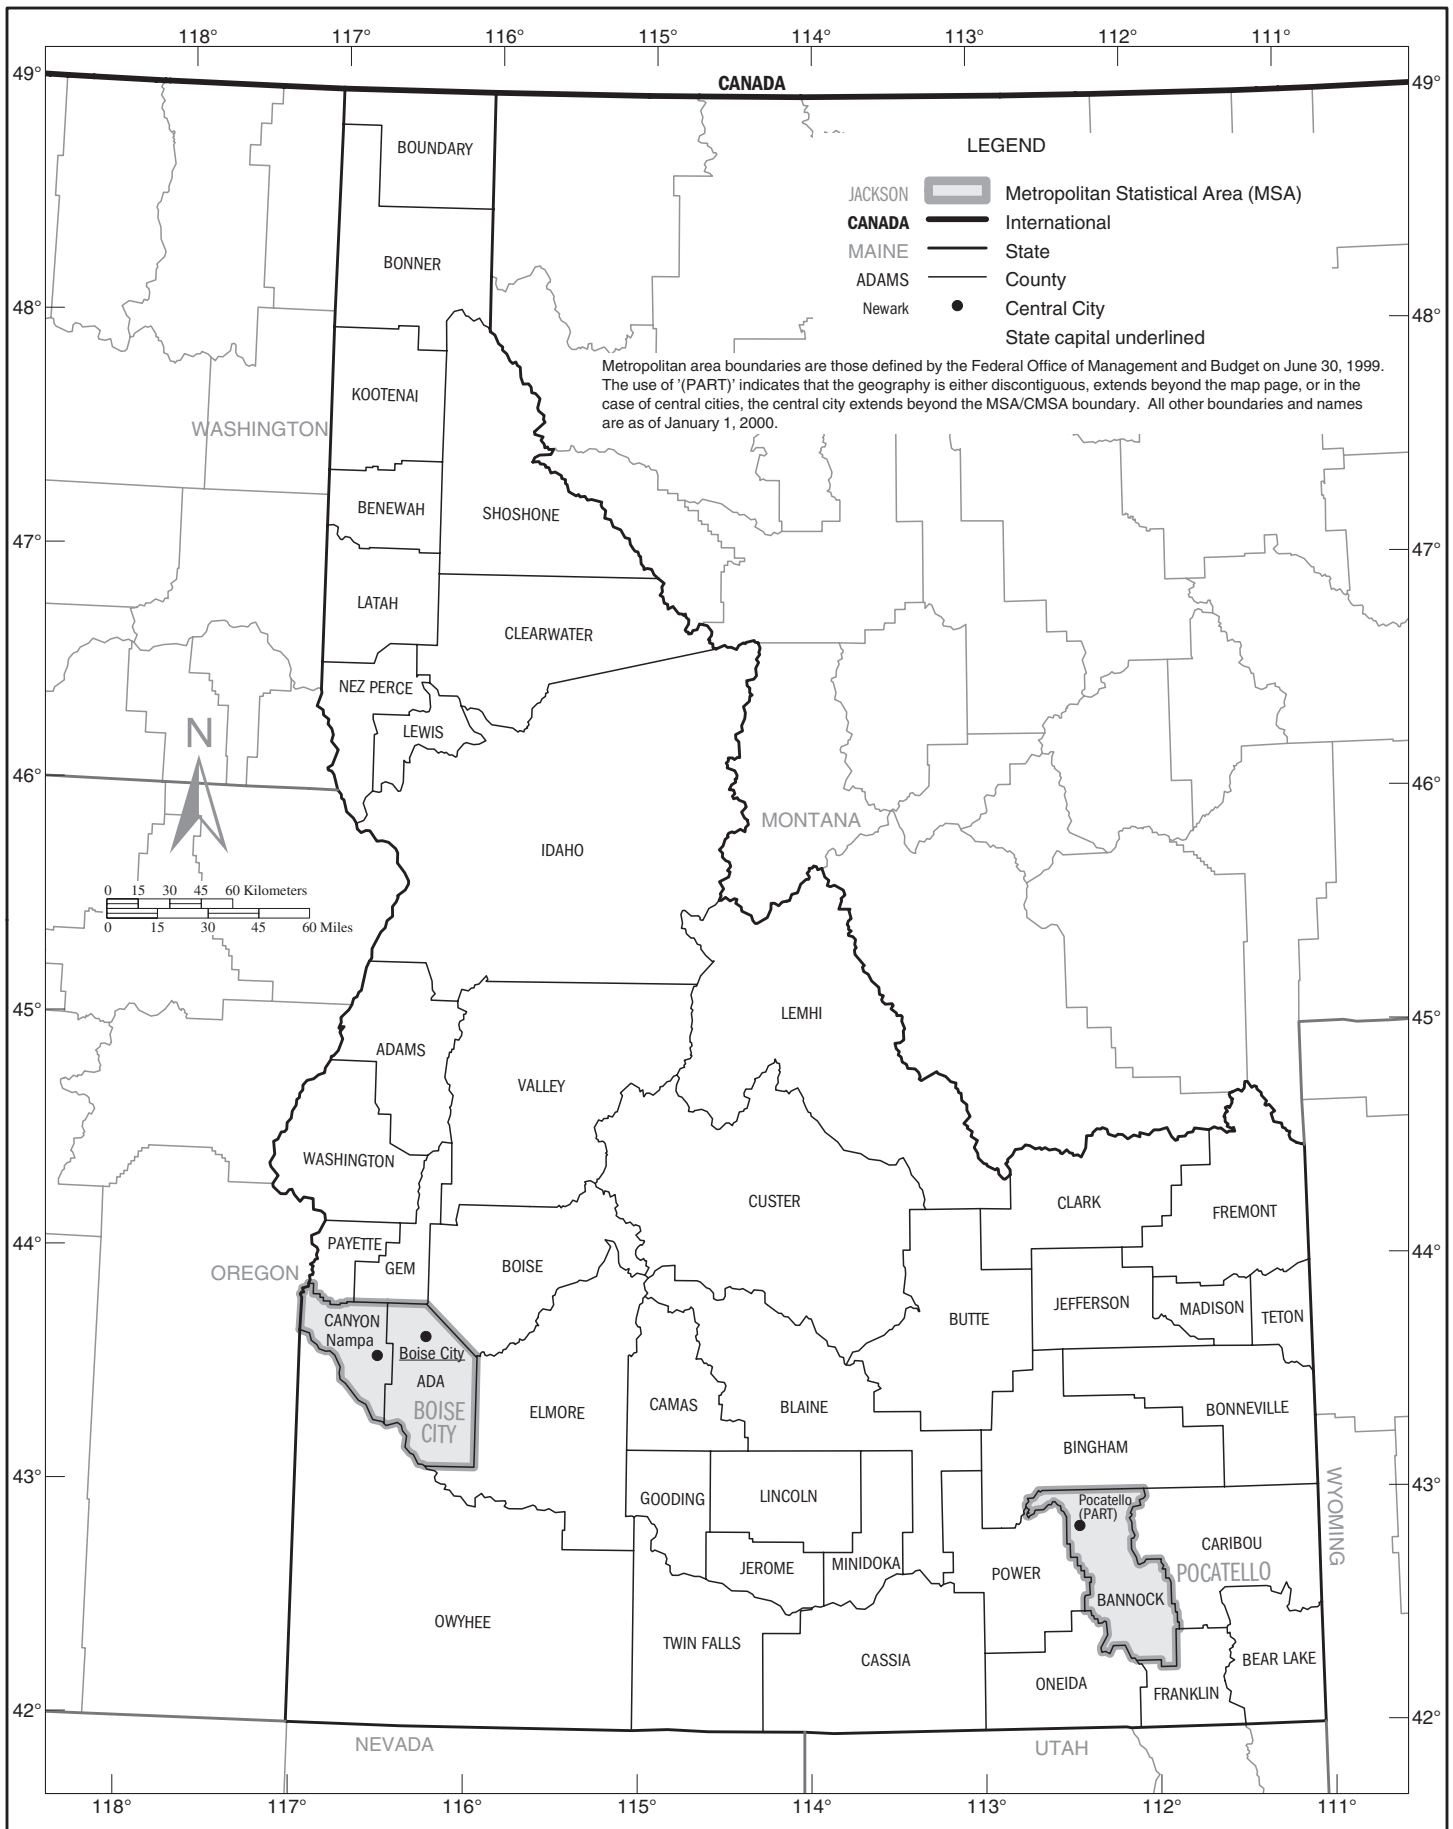 118° 117° 116° 115° 114° 113° 112° 111°
49° 49°
CANADA
LEGEND
JACKSON Metropolitan Statistical Area (MSA)
CANADA International
MAINE State
ADAMS County
Newark Central City
State capital underlined
Metropolitan area boundaries are those defined by the Federal Office of Management and Budget on June 30, 1999.
The use of '(PART)' indicates that the geography is either discontiguous, extends beyond the map page, or in the
case of central cities, the central city extends beyond the MSA/CMSA boundary. All other boundaries and names
are as of January 1, 2000.
BOUNDARY
BONNER
48° 48°
KOOTENAI
WASHINGTON
BENEWAH
SHOSHONE
47° 47°
LATAH
CLEARWATER
NEZ PERCE
LEWIS
N
46° 46°
MONTANA
IDAHO
0 15 30 45 60 Kilometers
0 15 30 45 60 Miles
45° 45°
LEMHI
ADAMS
VALLEY
WASHINGTON
CUSTER
CLARK
FREMONT
44° 44°
PAYETTE
GEM
BOISE
OREGON
JEFFERSON
MADISON
TETON
BUTTE
CANYON
Nampa
Boise City
ADA
BOISE
CITY
ELMORE
CAMAS
BLAINE
BONNEVILLE
BINGHAM
43° 43°
GOODING
LINCOLN
Pocatello
(PART)
WYOMING
CARIBOU
POCATELLO
JEROME
MINIDOKA
POWER
BANNOCK
OWYHEE
TWIN FALLS
CASSIA
BEAR LAKE
ONEIDA
FRANKLIN
42° 42°
NEVADA
UTAH
118° 117° 116° 115° 114° 113° 112° 111°